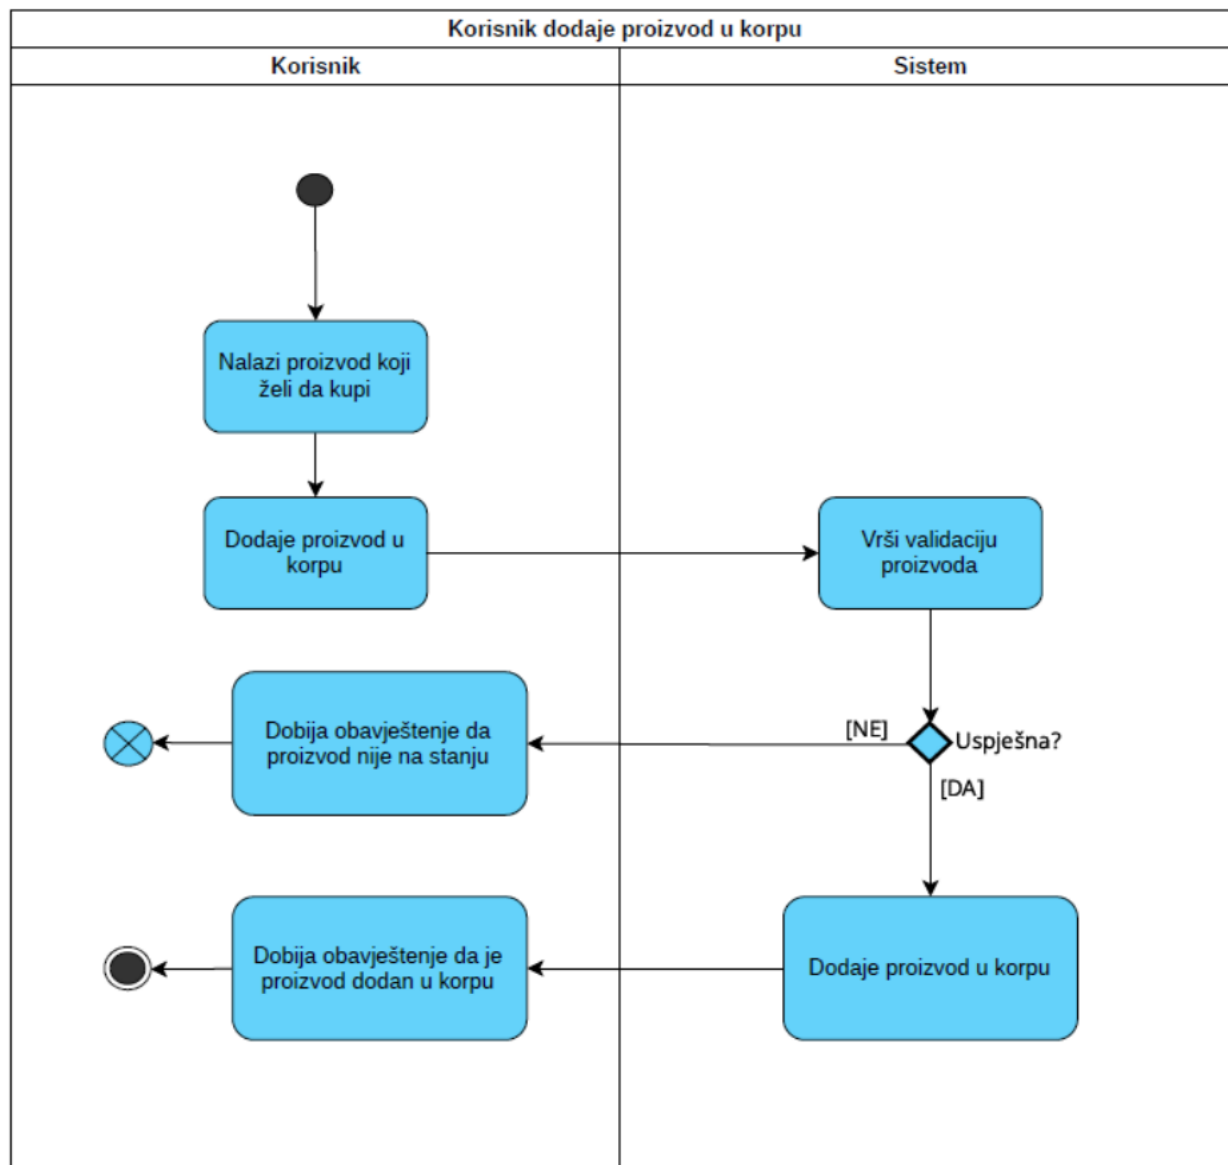 Korisnik dodaje proizvod u korpu
Korisnik
Sistem
Nalazi proizvod koji
želi da kupi
Dodaje proizvod u
korpu
Vrši validaciju
proizvoda
Dobija obavještenje da
proizvod nije na stanju
[NE]
Uspješna?
[DA]
Dobija obavještenje da je
proizvod dodan u korpu
Dodaje proizvod u korpu